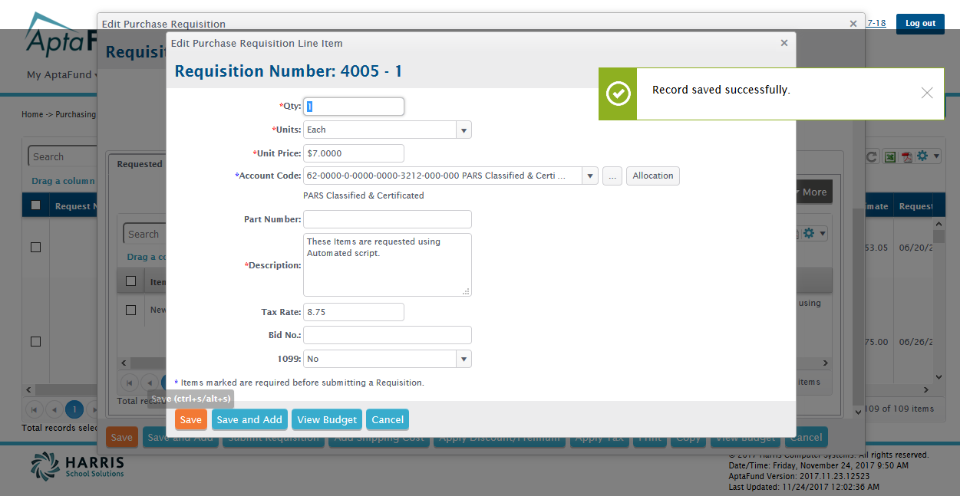 Edit Purchase Requisition
7-18
Log out
AptaF
Requisi
Edit Purchase Requisition Line Item
My AptaFund
Requisition Number: 4005 - 1
Record saved successfully.
*Qty: 1
Home -> Purchasing
*Units: Each
*Unit Price: $7.0000
Search
Requested
*Account Code: 62-0000-0-0000-0000-3212-000-000 PARS Classified & Certi ...
...
Allocation
Drag a column
PARS Classified & Certificated
More
Request N
imate
Request
Part Number:
Search
Drag a co
*Description: These Items are requested using
Automated script.
53.05
06/20/2
Item
New
using
Tax Rate: 8.75
Bid No.:
75.00
06/26/2
1099: No
* Items marked are required before submitting a Requisition.
items
Save (ctrl+s/alt+s)
Total record
1
109 of 109 items
Save
Save and Add
View Budget
Cancel
Total records selec
Save
Save and Add
Submit Requisition
Add Shipping Cost
Apply Discount/Premium
Apply Tax
Print
Copy
View Budget
Cancel
HARRIS
School Solutions
© 2017 Harris Computer Systems. All rights reserved.
Date/Time: Friday, November 24, 2017 9:50 AM
AptaFund Version: 2017.11.23.12523
Last Updated: 11/24/2017 12:02:36 AM